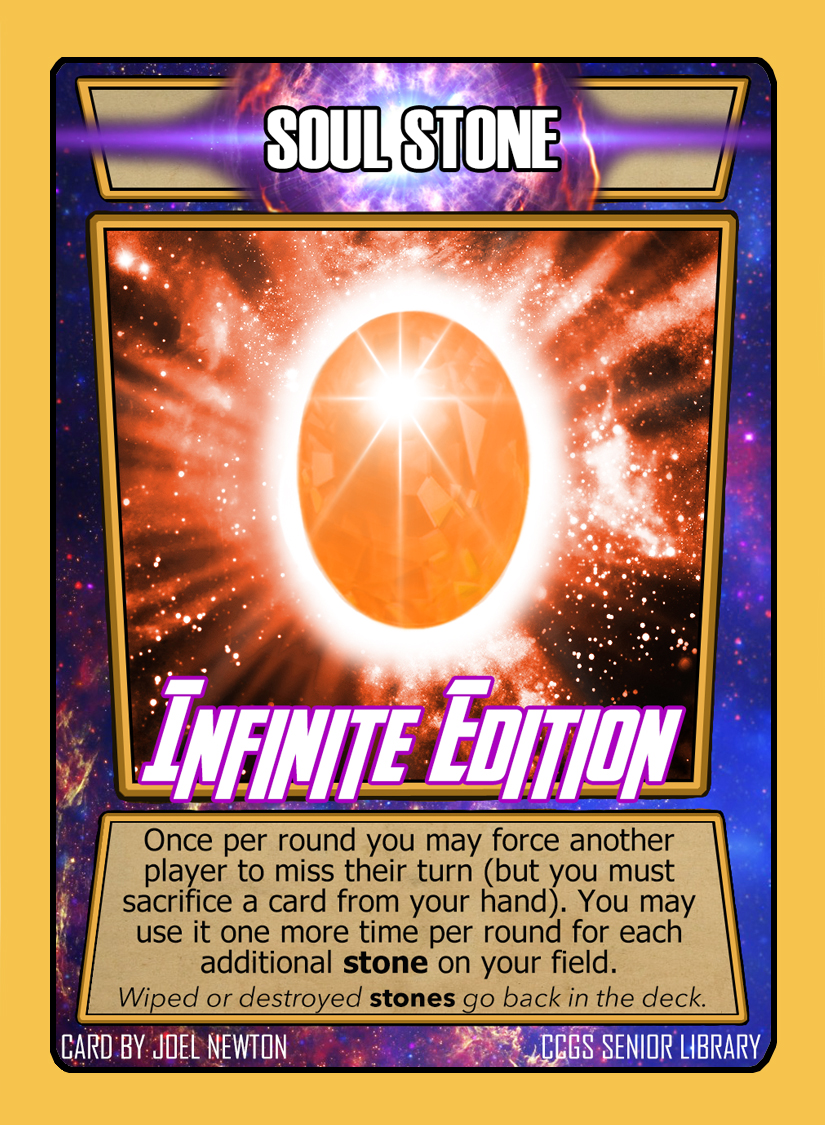 SOUL STONE
INFINITE EDITION
Once per round you may force another
player to miss their turn (but you must
sacrifice a card from your hand). You may
use it one more time per round for each
additional stone on your field.
Wiped or destroyed stones go back in the deck.
CARD BY JOEL NEWTON
CCGS SENIOR LIBRARY